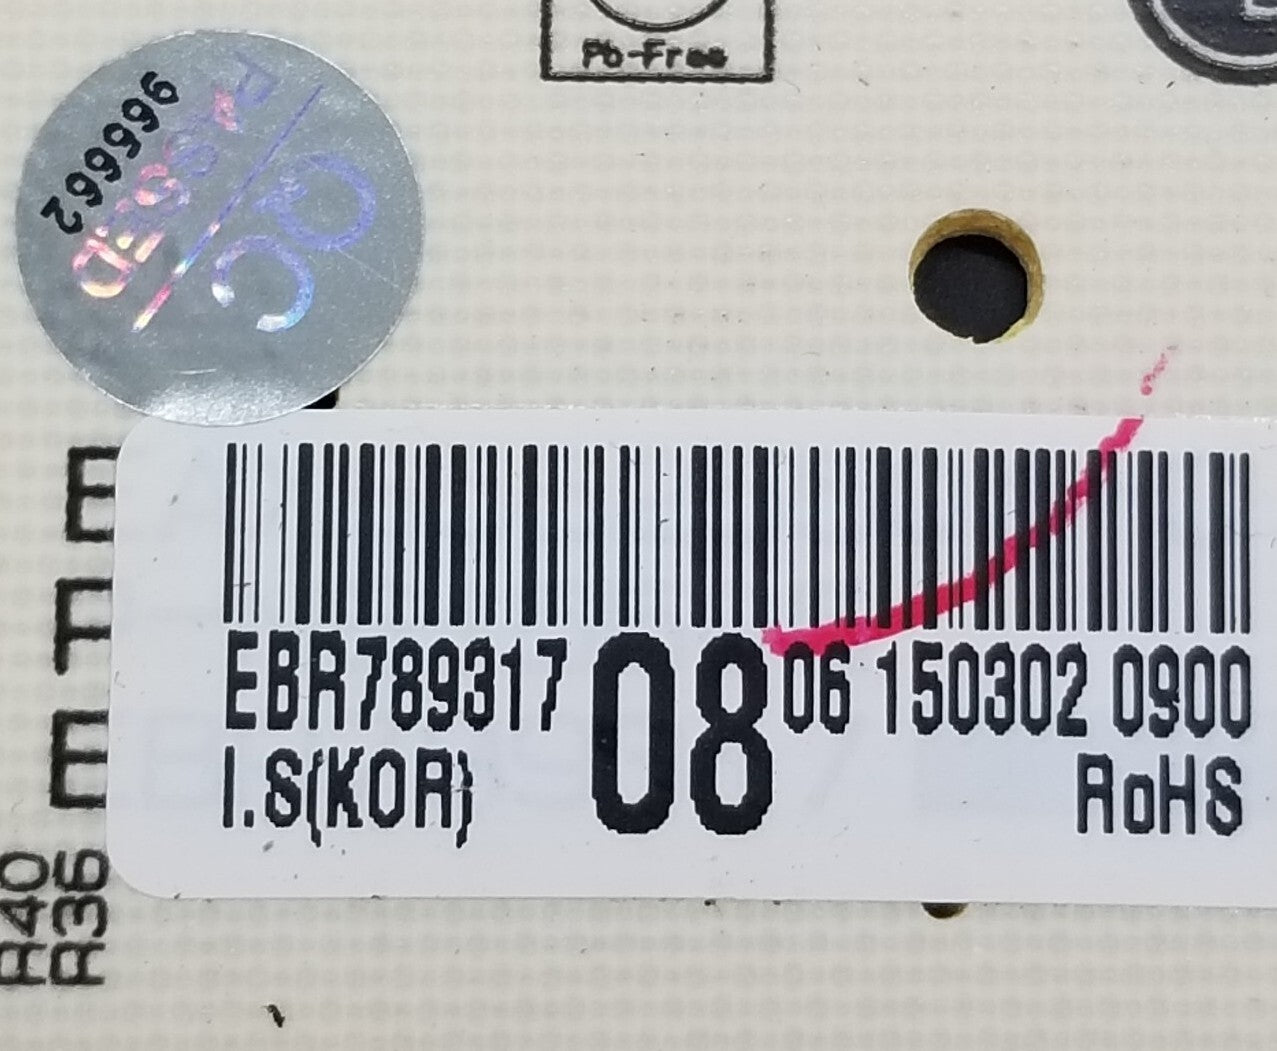 Pb-Free
966662
PASSED
QC
EBR789317 08 06 150302 0900
I.S(KOR) RoHS
R40
R36